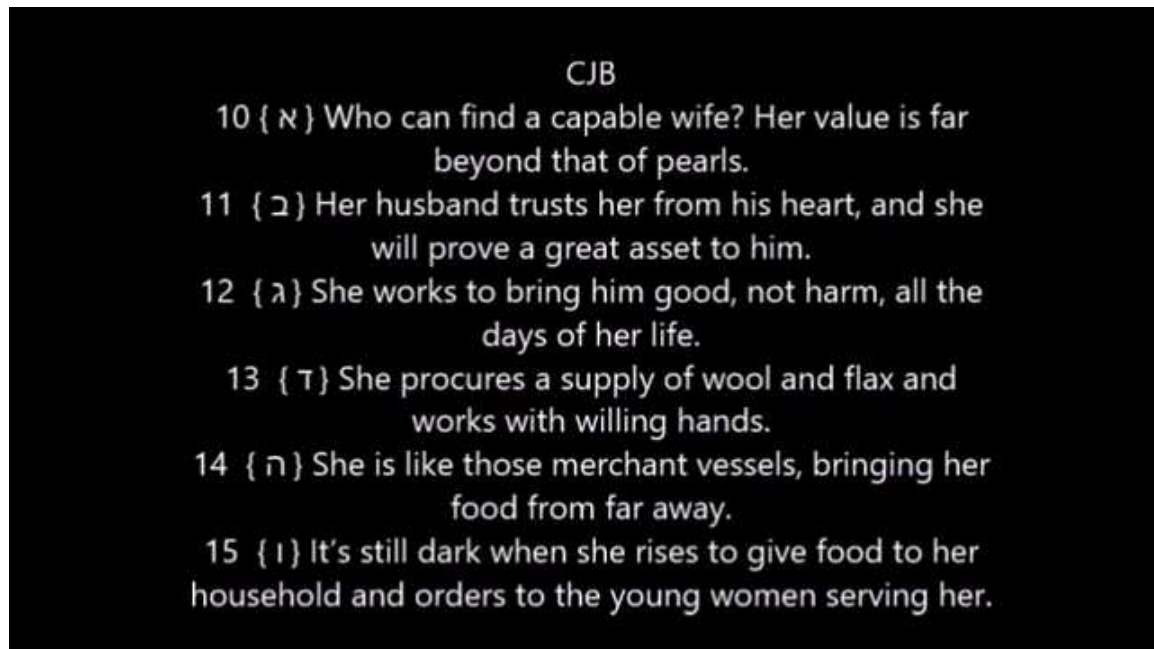 CJB
10 { א } Who can find a capable wife? Her value is far
beyond that of pearls.
11 { ב } Her husband trusts her from his heart, and she
will prove a great asset to him.
12 { ג } She works to bring him good, not harm, all the
days of her life.
13 { ד } She procures a supply of wool and flax and
works with willing hands.
14 { ה } She is like those merchant vessels, bringing her
food from far away.
15 { ו } It’s still dark when she rises to give food to her
household and orders to the young women serving her.